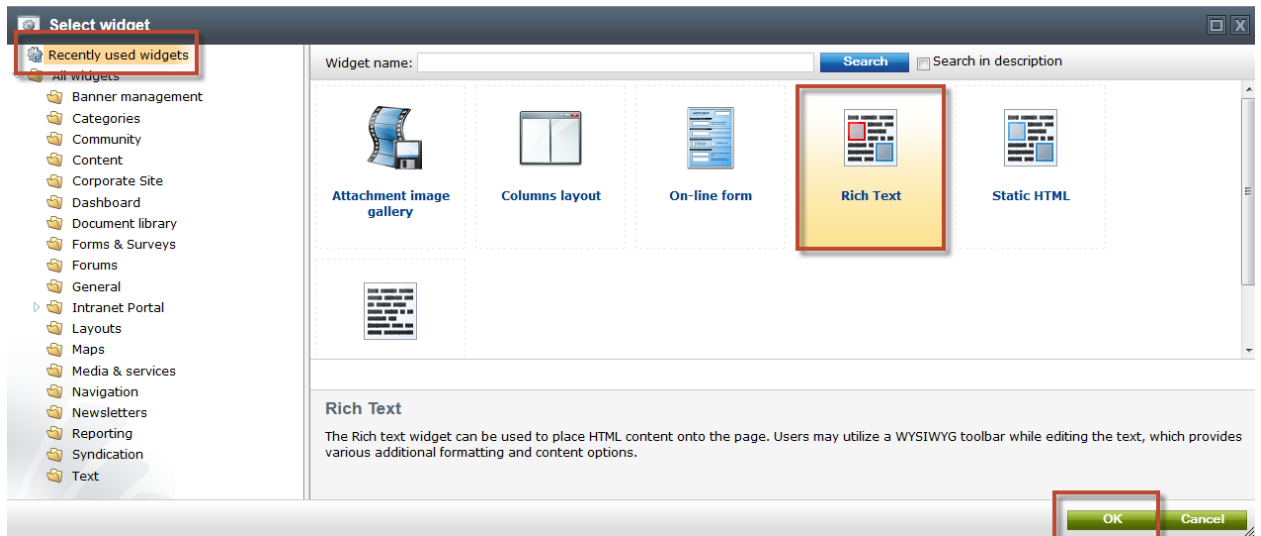 Select widget
X
Recently used widgets
All widgets
Banner management
Categories
Community
Content
Corporate Site
Dashboard
Document library
Forms & Surveys
Forums
General
Intranet Portal
Layouts
Maps
Media & services
Navigation
Newsletters
Reporting
Syndication
Text
Widget name:
Search
Search in description
Attachment image
gallery
Columns layout
On-line form
Rich Text
Static HTML
Rich Text
The Rich text widget can be used to place HTML content onto the page. Users may utilize a WYSIWYG toolbar while editing the text, which provides
various additional formatting and content options.
OK
Cancel